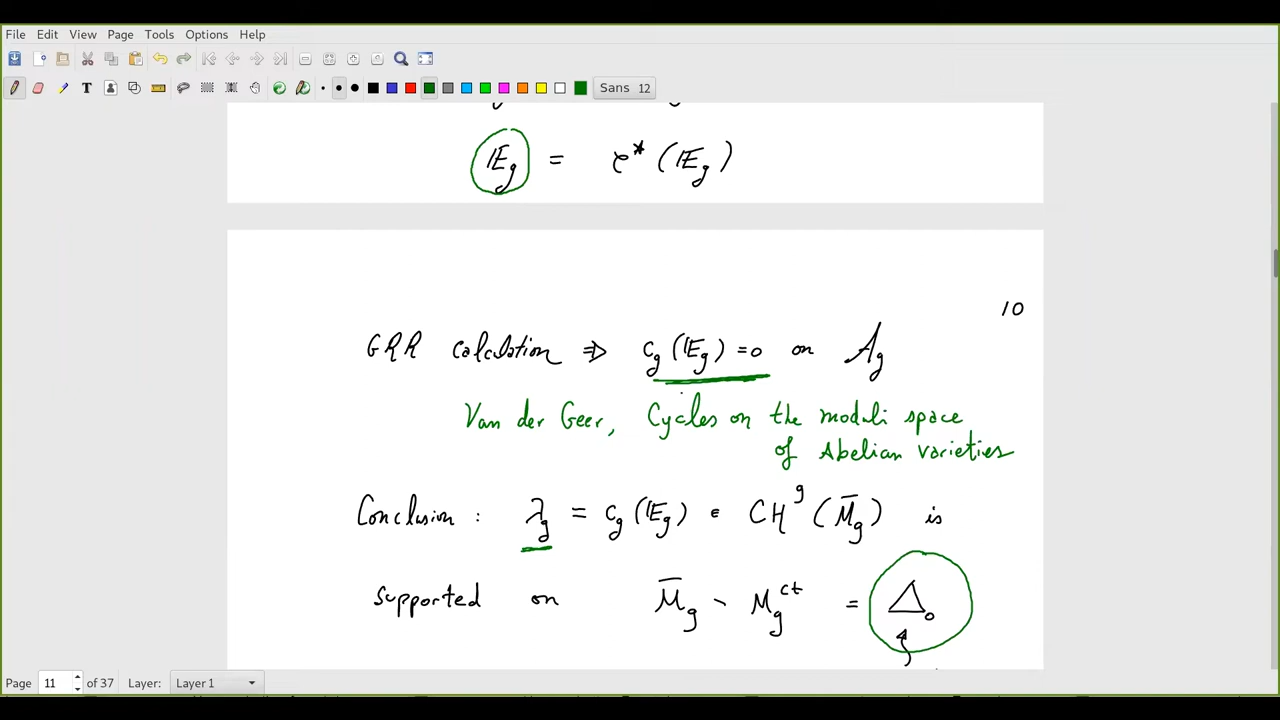 File Edit View Page Tools Options Help
Sans 12
𝔼g = τ* (𝔼g)
10
GRR calculation ⇒ cg (𝔼g) = 0 on Ag
Van der Geer, Cycles on the moduli space
of Abelian varieties
Conclusion : λg = cg (𝔼g) ∈ CH^g (M̄g) is
supported on M̄g \ Mg^ct = Δ0
Page 11 of 37 Layer: Layer 1